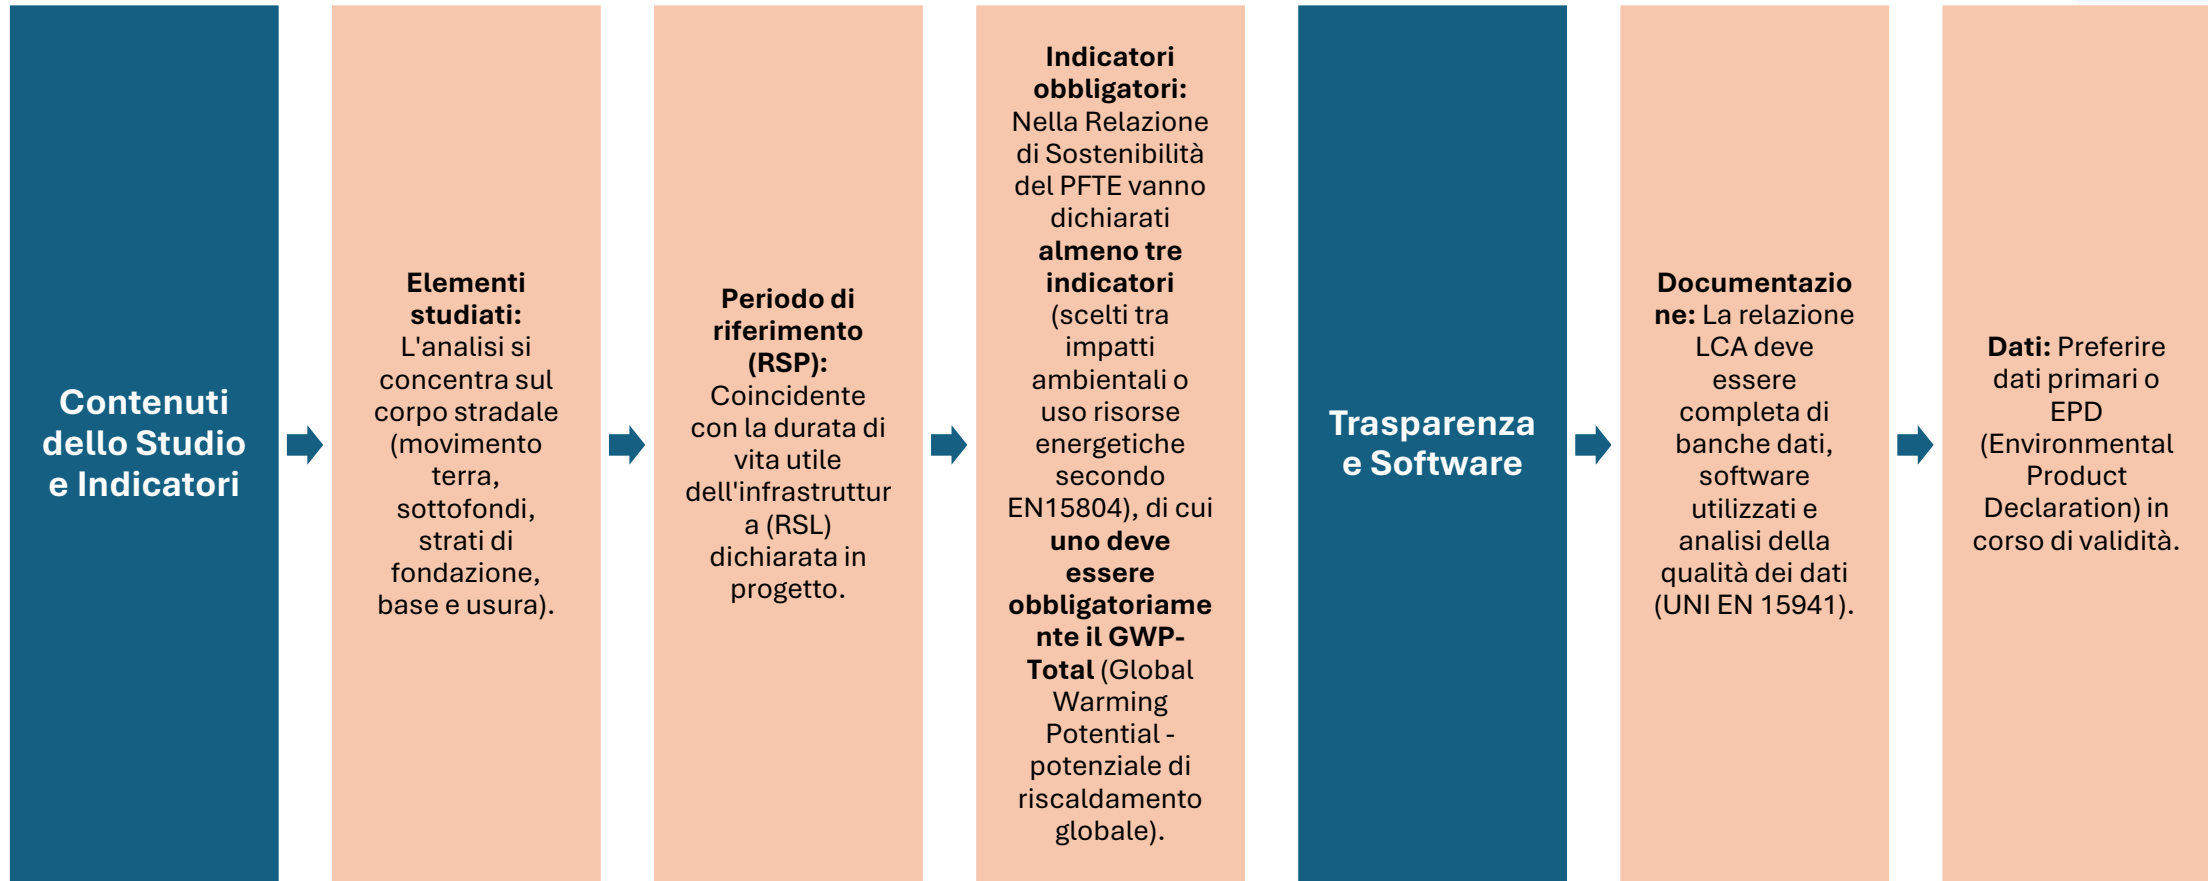 Contenuti
dello Studio
e Indicatori
Elementi
studiati:
L'analisi si
concentra sul
corpo stradale
(movimento
terra,
sottofondi,
strati di
fondazione,
base e usura).
Periodo di
riferimento
(RSP):
Coincidente
con la durata di
vita utile
dell'infrastruttur
a (RSL)
dichiarata in
progetto.
Indicatori
obbligatori:
Nella Relazione
di Sostenibilità
del PFTE vanno
dichiarati
almeno tre
indicatori
(scelti tra
impatti
ambientali o
uso risorse
energetiche
secondo
EN15804), di cui
uno deve
essere
obbligatoriame
nte il GWP-
Total (Global
Warming
Potential -
potenziale di
riscaldamento
globale).
Trasparenza
e Software
Documentazio
ne: La relazione
LCA deve
essere
completa di
banche dati,
software
utilizzati e
analisi della
qualità dei dati
(UNI EN 15941).
Dati: Preferire
dati primari o
EPD
(Environmental
Product
Declaration) in
corso di validità.